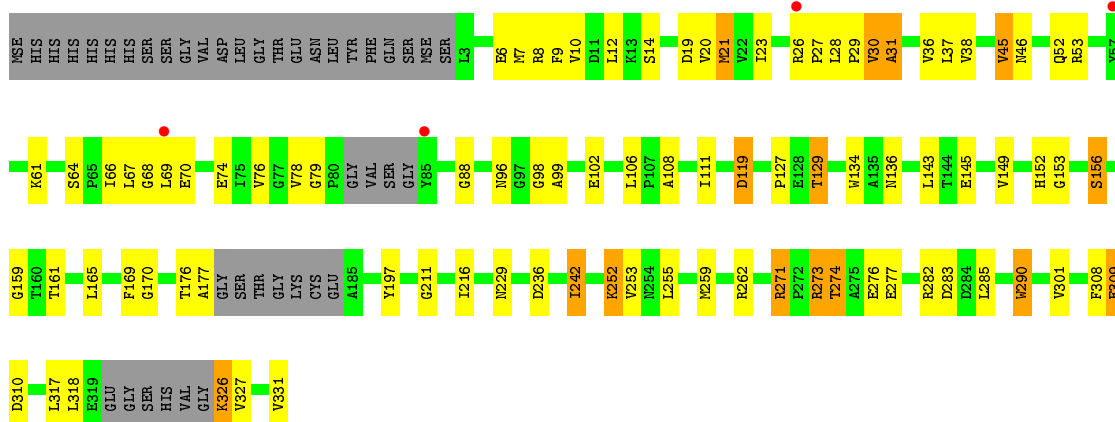 MSE HIS HIS HIS HIS HIS HIS SER SER GLY VAL ASP LEU GLY THR GLU ASN LEU TYR PHE GLN SER MSE SER L3 E6 M7 R8 F9 V10 D11 L12 K13 S14 D19 V20 M21 V22 I23 R26 P27 L28 P29 V30 A31 V36 L37 V38 V45 N46 Q52 R53 Y57
K61 S64 P65 I66 L67 G68 L69 E70 E74 I75 V76 G77 V78 G79 P80 GLY VAL SER GLY Y85 G88 N96 G97 G98 A99 E102 L106 P107 A108 I111 D119 P127 E128 T129 W134 A135 N136 L143 T144 E145 V149 H152 G153 S156
G159 T160 T161 L165 F169 G170 T176 A177 GLY SER THR GLY LYS CYS GLU A185 Y197 G211 I216 N229 D236 I242 K252 V253 N254 L255 M259 R262 R271 P272 R273 T274 A275 E276 E277 R282 D283 D284 L285 W290 V301 F308
D310 L317 L318 E319 GLU GLY SER HIS VAL GLY K326 V327 V331